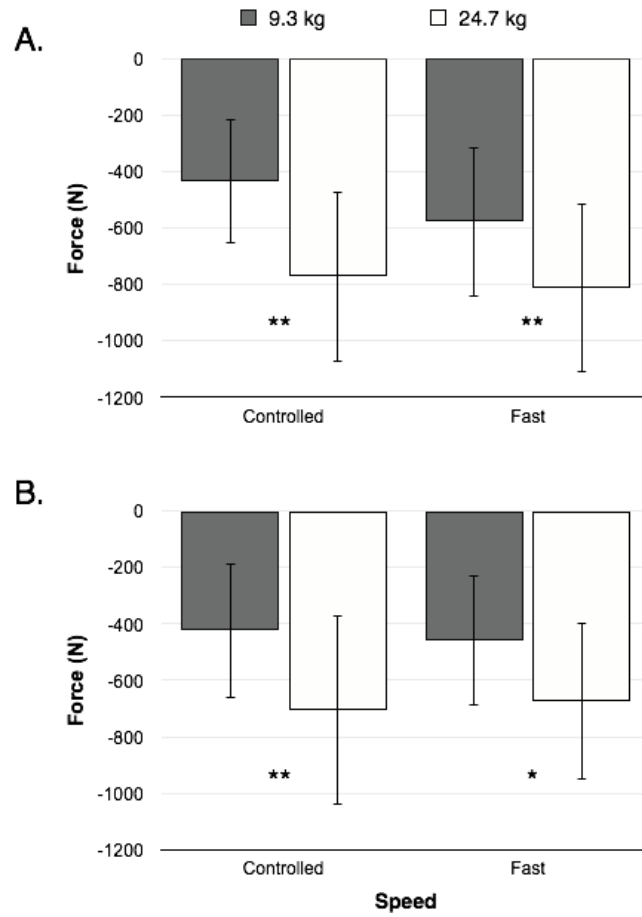 A.
9.3 kg 24.7 kg
Force (N)
0
-200
-400
-600
-800
-1000
-1200
** **
Controlled Fast
B.
Force (N)
0
-200
-400
-600
-800
-1000
-1200
** *
Controlled Fast
Speed